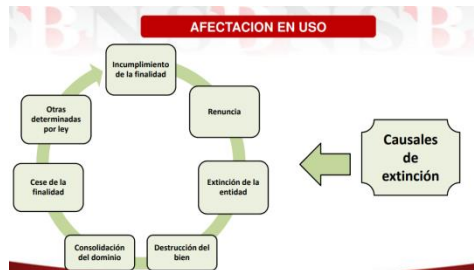 AFECTACION EN USO
Incumplimiento
de la finalidad
Renuncia
Extinción de la
entidad
Destrucción del
bien
Consolidación
del dominio
Cese de la
finalidad
Otras
determinadas
por ley
Causales
de
extinción